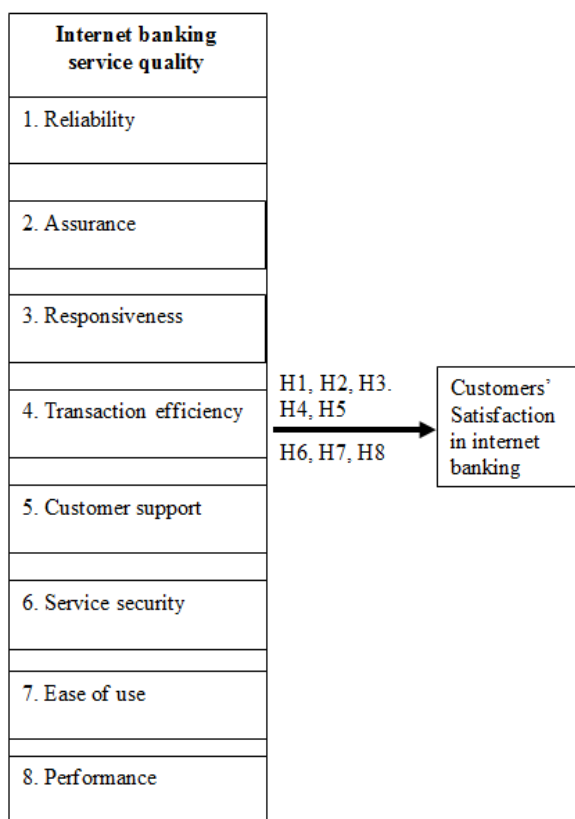 Internet banking
service quality
1. Reliability
2. Assurance
3. Responsiveness
4. Transaction efficiency
5. Customer support
6. Service security
7. Ease of use
8. Performance
H1, H2, H3.
H4, H5
H6, H7, H8
Customers’
Satisfaction
in internet
banking